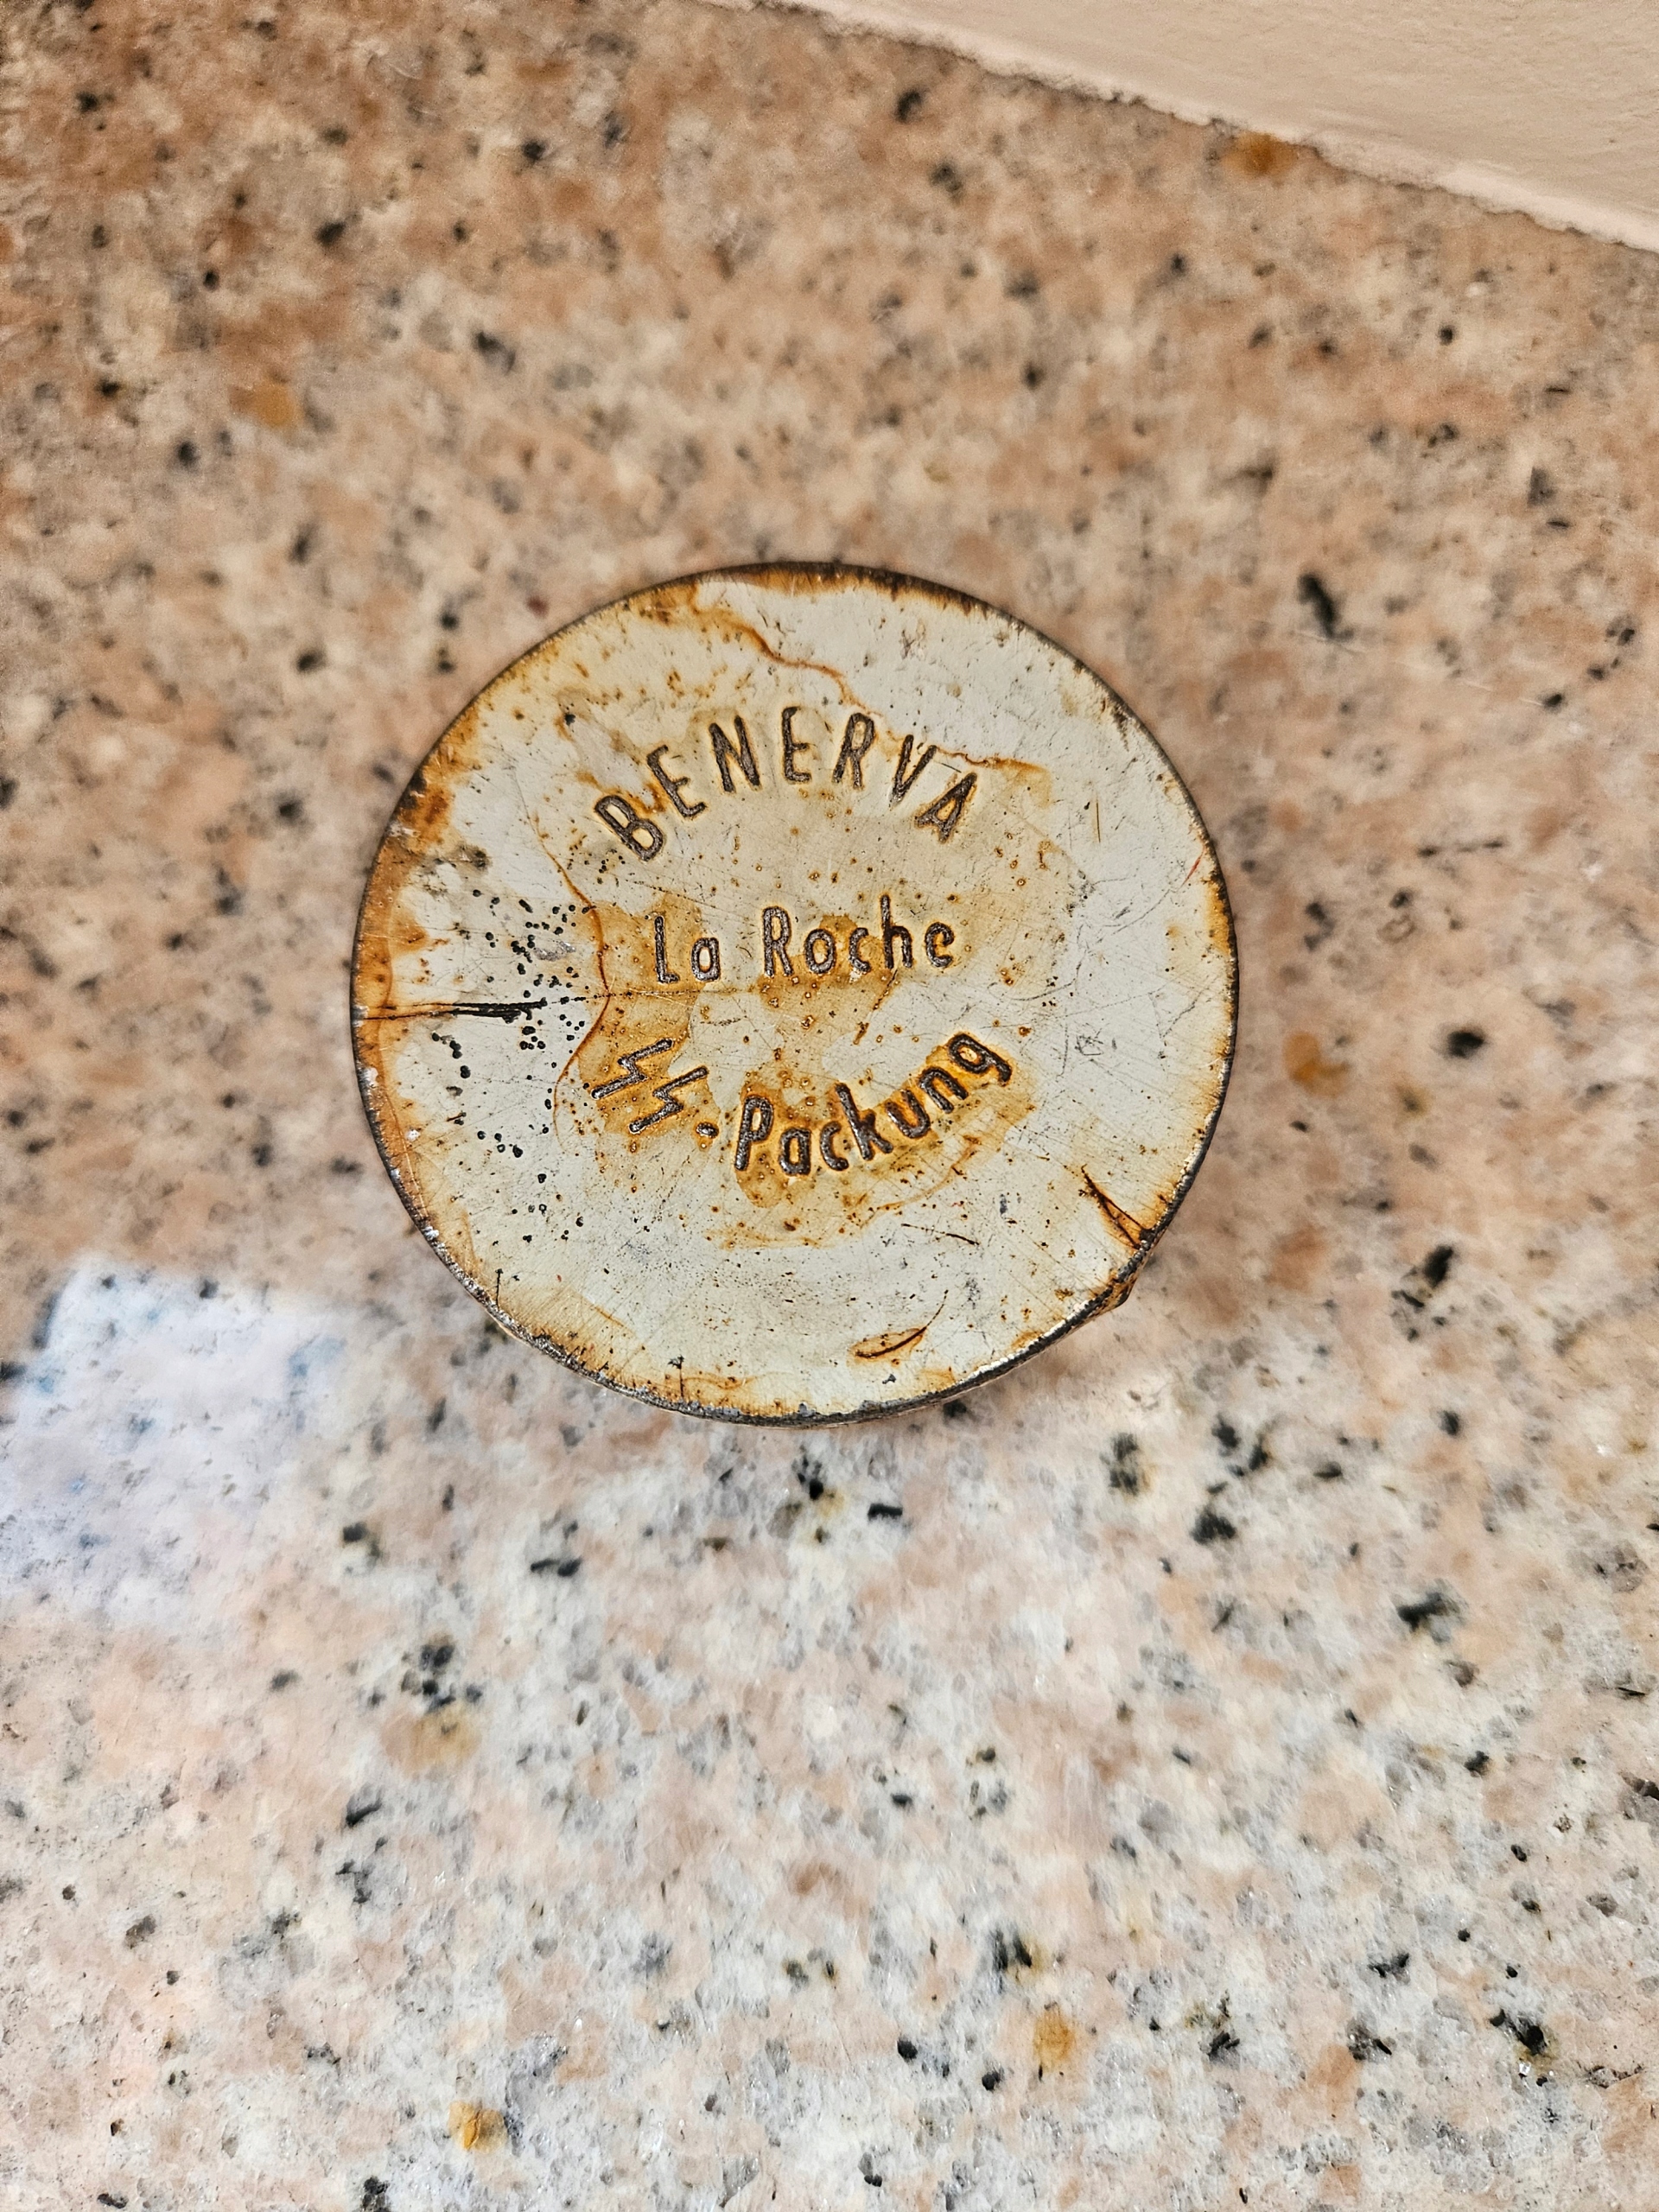 BENERVA
La Roche
ᛋᛋ. Packung